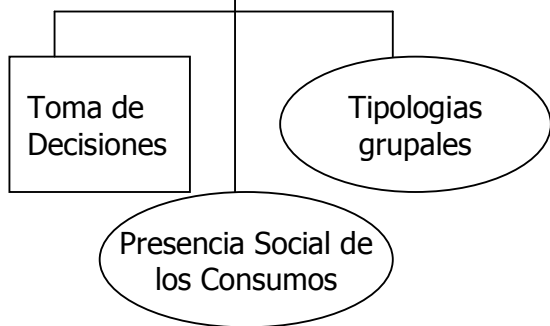 Toma de
Decisiones
Tipologias
grupales
Presencia Social de
los Consumos